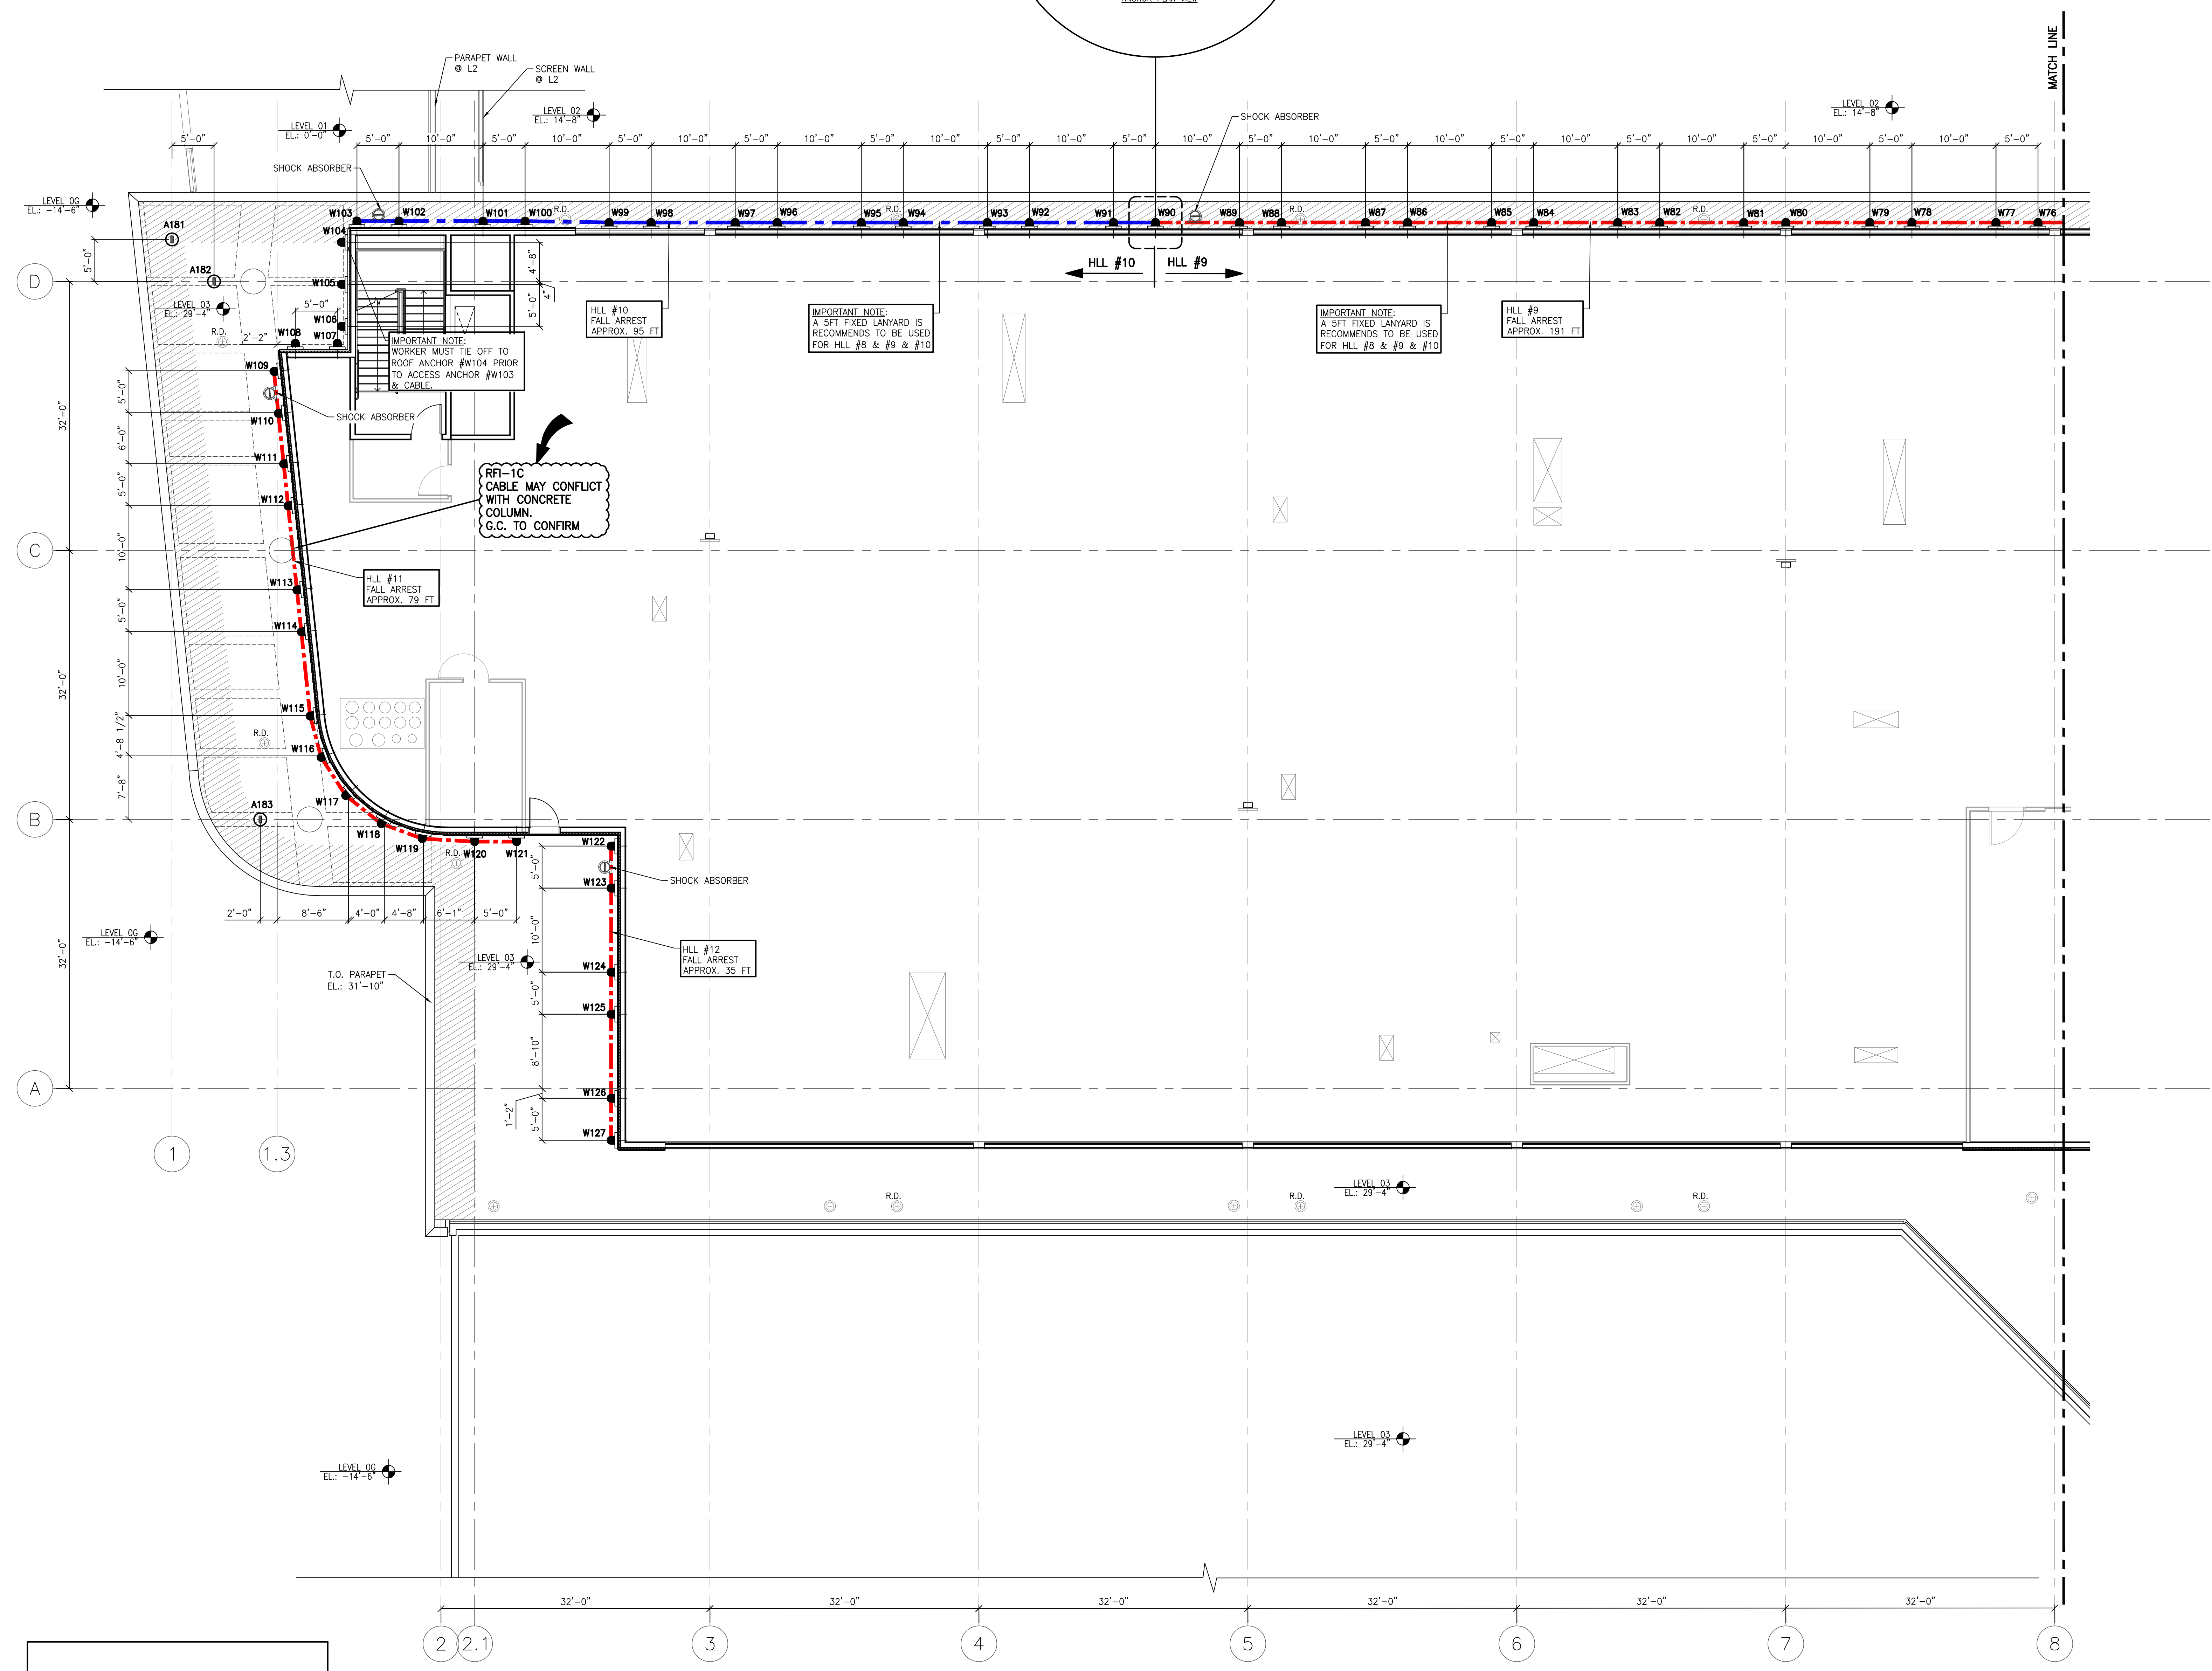 ANCHOR PLAN VIEW
MATCH LINE
PARAPET WALL
@ L2
SCREEN WALL
@ L2
LEVEL 01
EL.: 0'-0"
LEVEL 02
EL.: 14'-8"
SHOCK ABSORBER
LEVEL 02
EL.: 14'-8"
5'-0"
5'-0" 10'-0" 5'-0" 10'-0" 5'-0" 10'-0" 5'-0" 10'-0" 5'-0" 10'-0" 5'-0" 10'-0" 5'-0" 10'-0" 5'-0" 10'-0" 5'-0" 10'-0" 5'-0" 10'-0" 5'-0" 10'-0" 5'-0" 10'-0" 5'-0"
SHOCK ABSORBER
LEVEL 0G
EL.: -14'-6"
A181
W103 W102 W101 W100 R.D. W99 W98 W97 W96 W95 R.D. W94 W93 W92 W91 W90 W89 W88 R.D. W87 W86 W85 W84 W83 W82 R.D. W81 W80 W79 W78 W77 W76
W104
5'-0"
4'-8"
HLL #10 HLL #9
A182
D
W105
4"
5'-0"
LEVEL 03
EL.: 29'-4"
5'-0"
W106
R.D.
2'-2"
W108
W107
HLL #10
FALL ARREST
APPROX. 95 FT
IMPORTANT NOTE:
A 5FT FIXED LANYARD IS
RECOMMENDS TO BE USED
FOR HLL #8 & #9 & #10
IMPORTANT NOTE:
A 5FT FIXED LANYARD IS
RECOMMENDS TO BE USED
FOR HLL #8 & #9 & #10
HLL #9
FALL ARREST
APPROX. 191 FT
IMPORTANT NOTE:
WORKER MUST TIE OFF TO
ROOF ANCHOR #W104 PRIOR
TO ACCESS ANCHOR #W103
& CABLE.
W109
5'-0"
32'-0"
SHOCK ABSORBER
W110
6'-0"
W111
5'-0"
RFI-1C
CABLE MAY CONFLICT
WITH CONCRETE
COLUMN.
G.C. TO CONFIRM
W112
10'-0"
C
HLL #11
FALL ARREST
APPROX. 79 FT
W113
5'-0"
W114
10'-0"
32'-0"
W115
4'-8 1/2"
R.D.
W116
7'-8"
W117
A183
B
W118
W119
R.D.
W120
W121
W122
5'-0"
SHOCK ABSORBER
W123
2'-0" 8'-6" 4'-0" 4'-8" 6'-1" 5'-0"
10'-0"
LEVEL 0G
EL.: -14'-6"
32'-0"
HLL #12
FALL ARREST
APPROX. 35 FT
LEVEL 03
EL.: 29'-4"
T.O. PARAPET
EL.: 31'-10"
W124
5'-0"
W125
8'-10"
A
W126
1'-2"
5'-0"
W127
1 1.3
LEVEL 03
EL.: 29'-4"
R.D. R.D. R.D.
LEVEL 03
EL.: 29'-4"
LEVEL 0G
EL.: -14'-6"
32'-0" 32'-0" 32'-0" 32'-0" 32'-0" 32'-0"
2 2.1 3 4 5 6 7 8